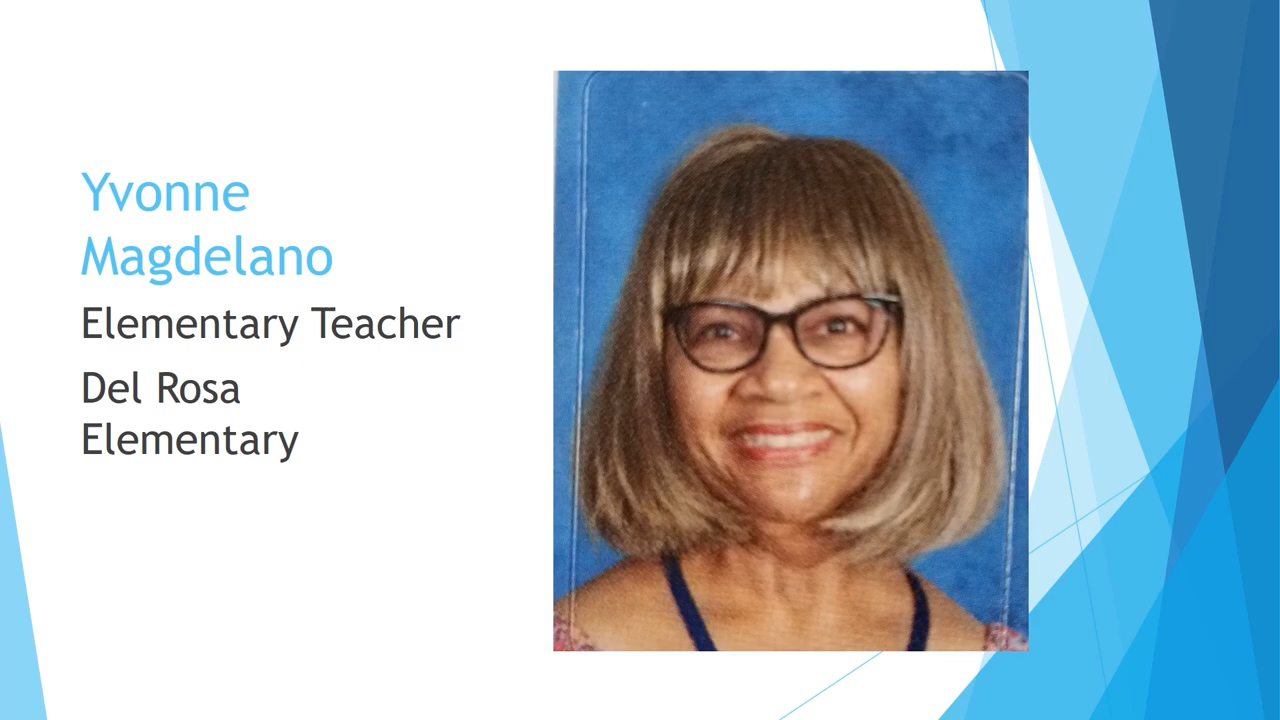 Yvonne
Magdelano
Elementary Teacher
Del Rosa
Elementary